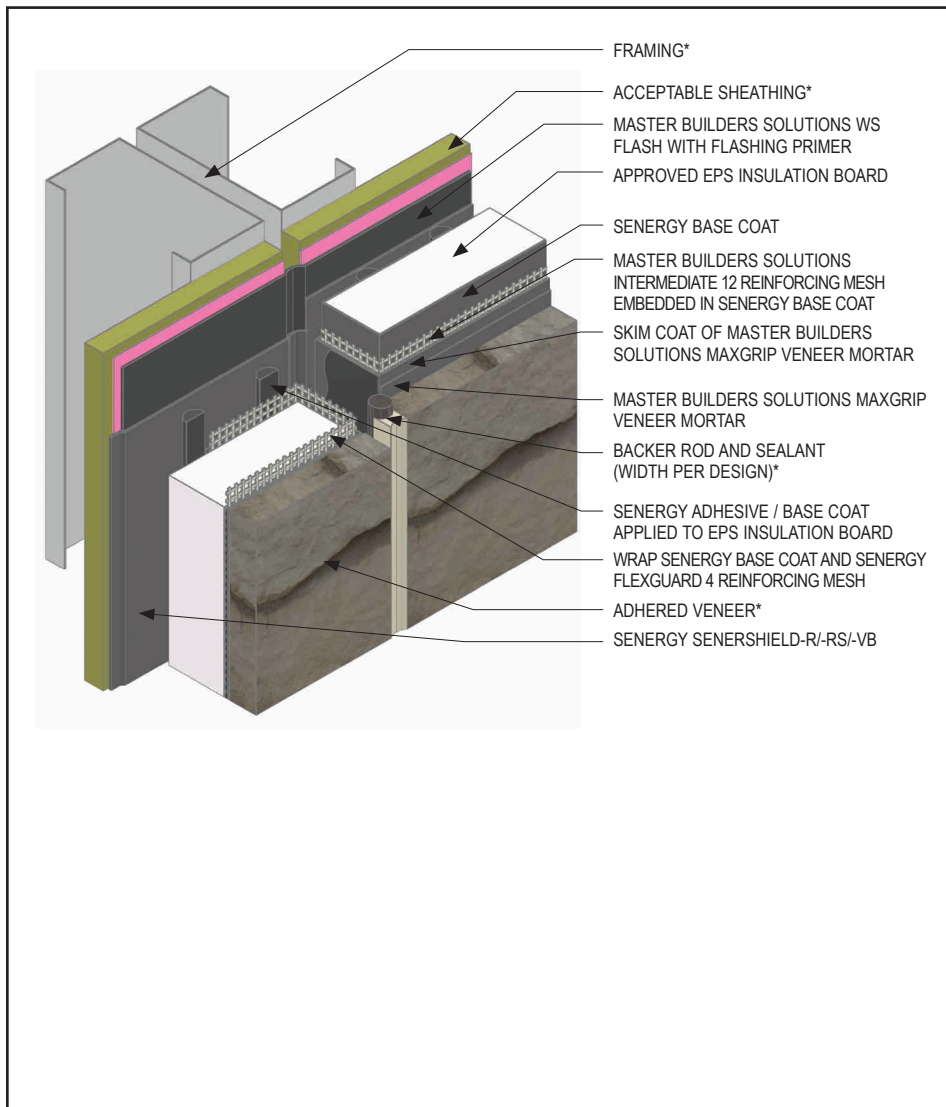 FRAMING*
ACCEPTABLE SHEATHING*
MASTER BUILDERS SOLUTIONS WS
FLASH WITH FLASHING PRIMER
APPROVED EPS INSULATION BOARD
SENERGY BASE COAT
MASTER BUILDERS SOLUTIONS
INTERMEDIATE 12 REINFORCING MESH
EMBEDDED IN SENERGY BASE COAT
SKIM COAT OF MASTER BUILDERS
SOLUTIONS MAXGRIP VENEER MORTAR
MASTER BUILDERS SOLUTIONS MAXGRIP
VENEER MORTAR
BACKER ROD AND SEALANT
(WIDTH PER DESIGN)*
SENERGY ADHESIVE / BASE COAT
APPLIED TO EPS INSULATION BOARD
WRAP SENERGY BASE COAT AND SENERGY
FLEXGUARD 4 REINFORCING MESH
ADHERED VENEER*
SENERGY SENERSHIELD-R/-RS/-VB